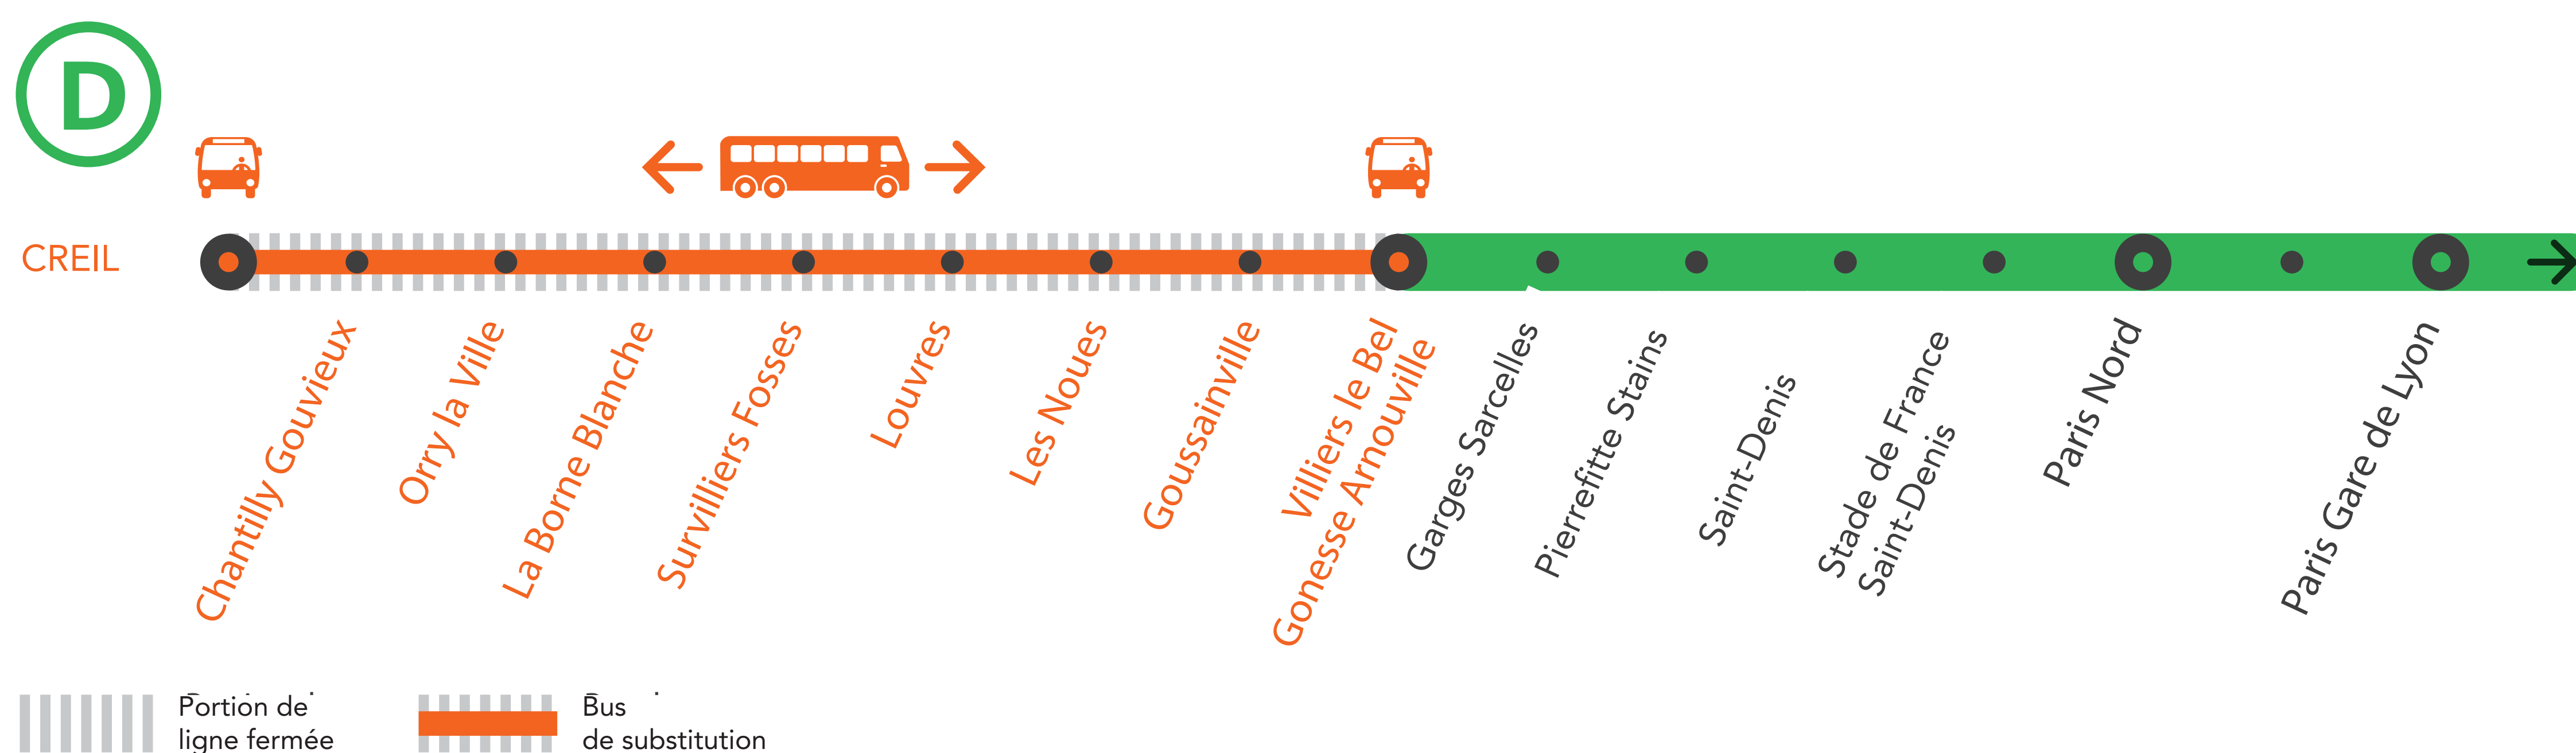 D
CREIL
Chantilly Gouvieux
Orry la Ville
La Borne Blanche
Survilliers Fosses
Louvres
Les Noues
Goussainville
Villiers le Bel
Gonesse Arnouville
Garges Sarcelles
Pierrefitte Stains
Saint-Denis
Stade de France
Saint-Denis
Paris Nord
Paris Gare de Lyon
Portion de
ligne fermée
Bus
de substitution